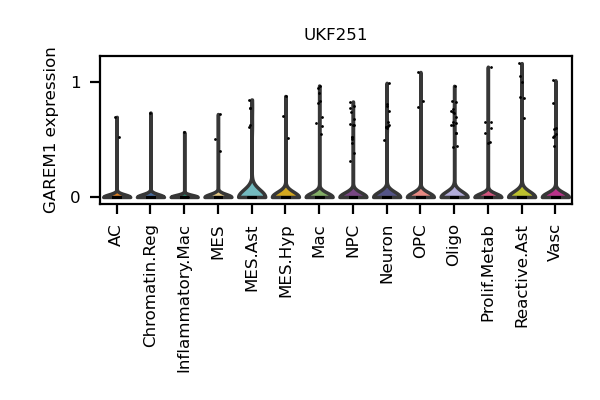 UKF251
GAREM1 expression
1
0
AC
Chromatin.Reg
Inflammatory.Mac
MES
MES.Ast
MES.Hyp
Mac
NPC
Neuron
OPC
Oligo
Prolif.Metab
Reactive.Ast
Vasc